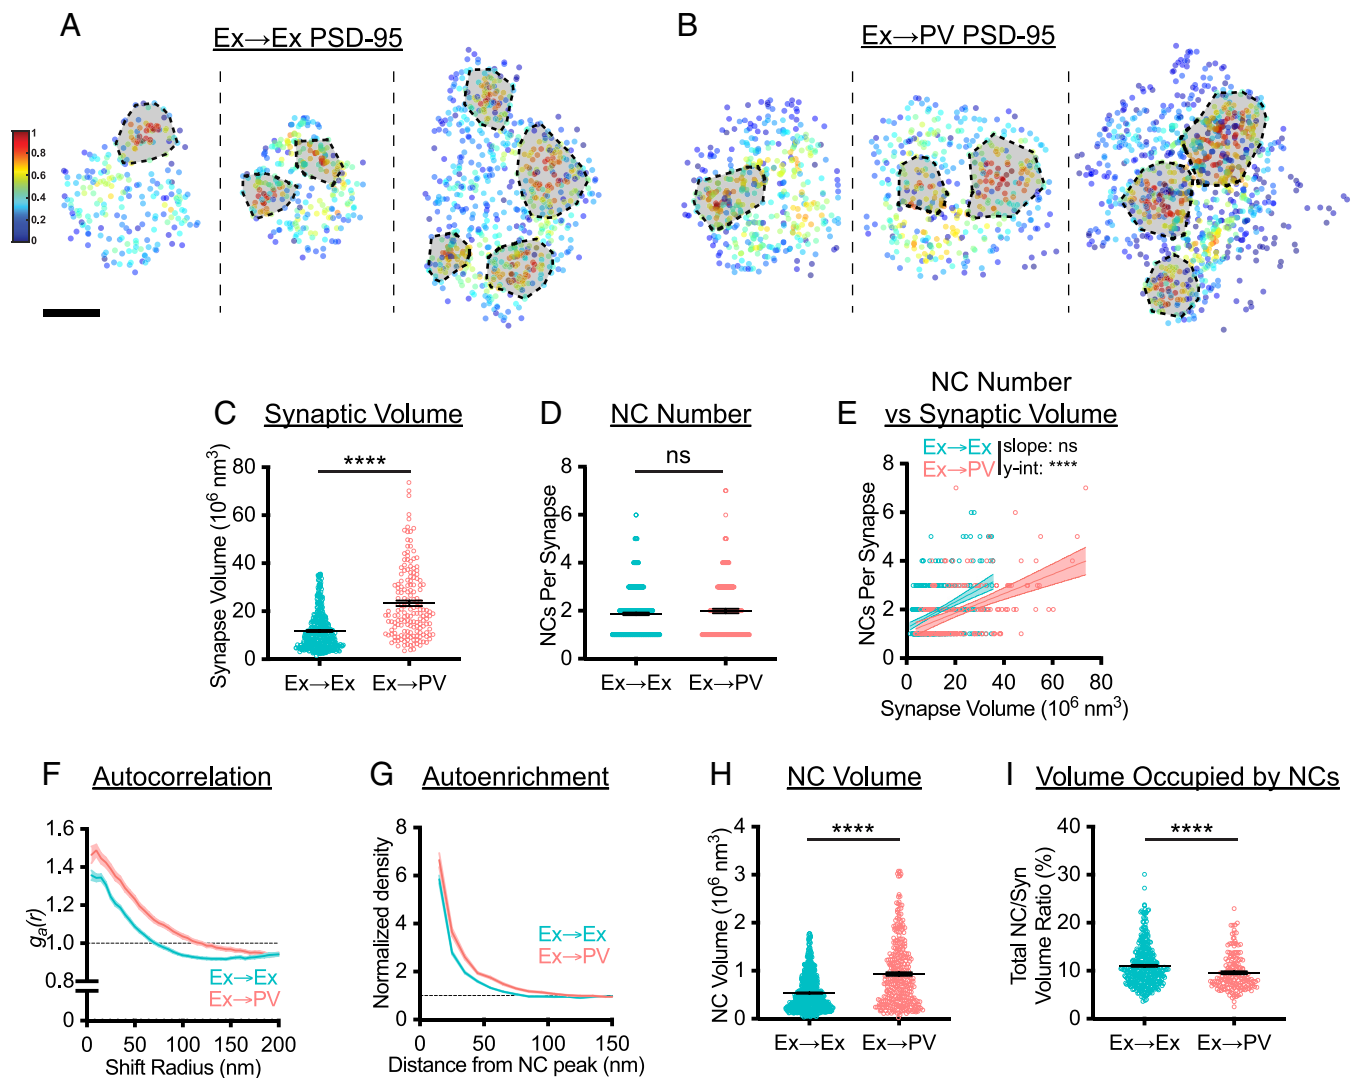 A
Ex→Ex PSD-95
B
Ex→PV PSD-95
1
0.8
0.6
0.4
0,2
0
C Synaptic Volume
Synapse Volume (10⁶ nm³)
80
60
40
20
0
****
Ex→Ex Ex→PV
D NC Number
NCs Per Synapse
8
6
4
2
0
ns
Ex→Ex Ex→PV
E NC Number
vs Synaptic Volume
Ex→Ex
Ex→PV
slope: ns
y-int: ****
NCs Per Synapse
8
6
4
2
0
0 20 40 60 80
Synapse Volume (10⁶ nm³)
F Autocorrelation
gₐ(r)
1.6
1.4
1.2
1.0
0.8
0
Ex→Ex
Ex→PV
0 50 100 150 200
Shift Radius (nm)
G Autoenrichment
Normalized density
8
6
4
2
0
Ex→Ex
Ex→PV
0 50 100 150
Distance from NC peak (nm)
H NC Volume
NC Volume (10⁶ nm³)
4
3
2
1
0
****
Ex→Ex Ex→PV
I Volume Occupied by NCs
Total NC/Syn
Volume Ratio (%)
40
30
20
10
0
****
Ex→Ex Ex→PV